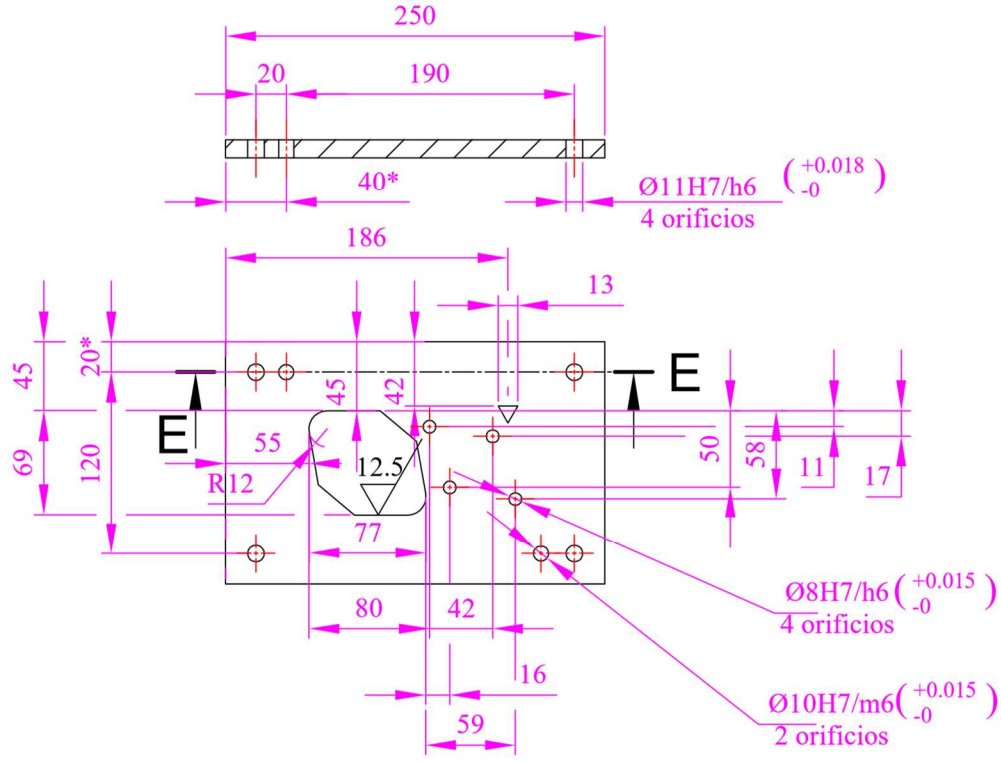 250
20
190
40*
Ø11H7/h6 ( +0.018 -0 )
4 orificios
186
13
45
20*
45
42
E
E
69
120
55
R12
12.5
77
50
58
11
17
80
42
16
59
Ø8H7/h6( +0.015 -0 )
4 orificios
Ø10H7/m6( +0.015 -0 )
2 orificios